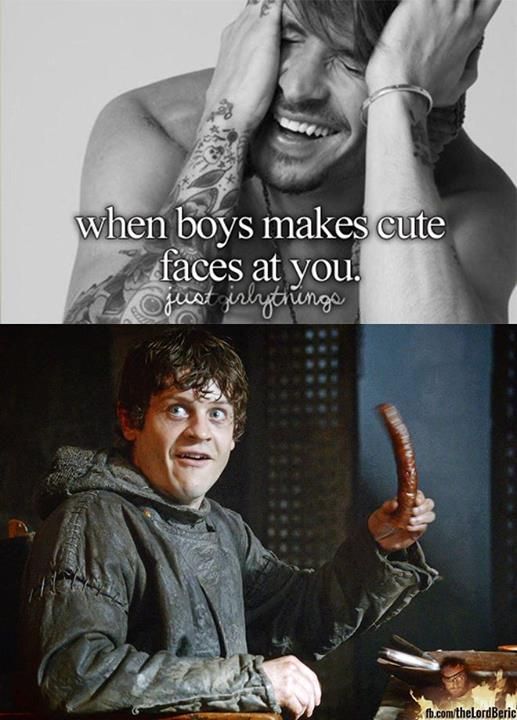 when boys makes cute
faces at you.
justgirlythings
fb.com/theLordBeric